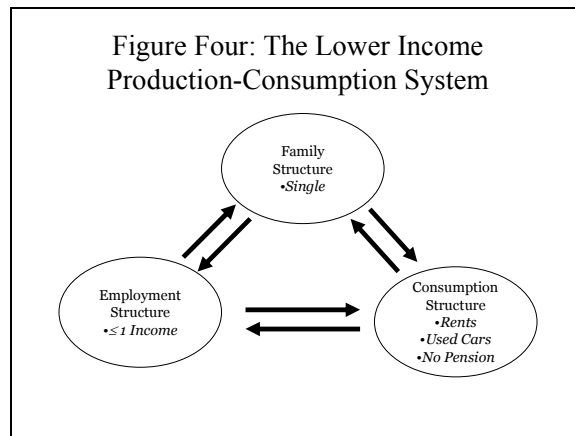 Figure Four: The Lower Income
Production-Consumption System
Family
Structure
•Single
Employment
Structure
•≤1 Income
Consumption
Structure
•Rents
•Used Cars
•No Pension